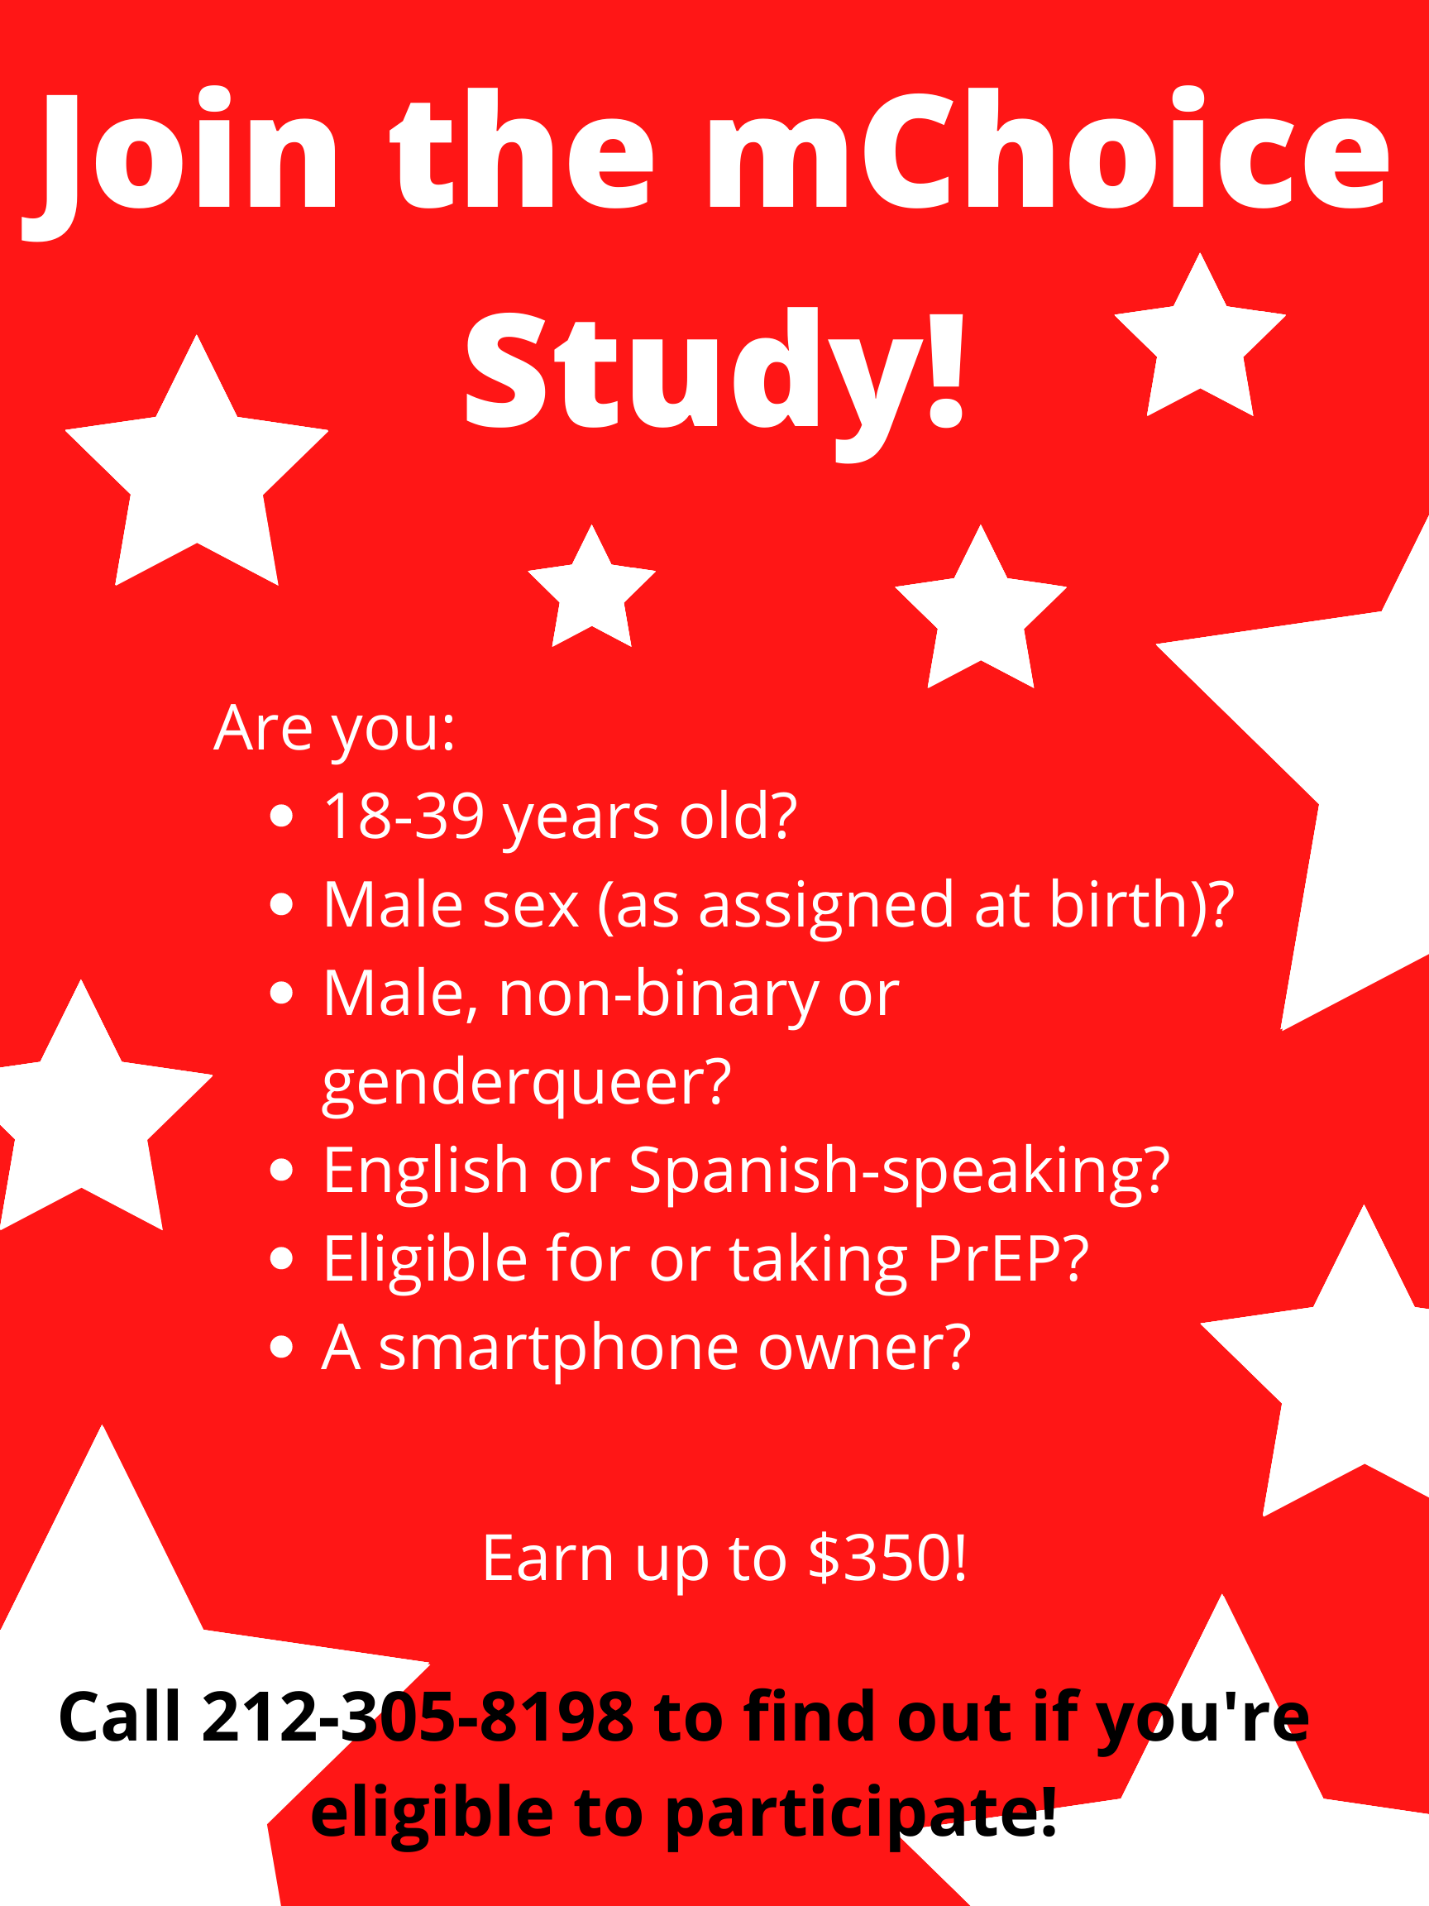 Join the mChoice
Study!
Are you:
• 18-39 years old?
• Male sex (as assigned at birth)?
• Male, non-binary or
genderqueer?
• English or Spanish-speaking?
• Eligible for or taking PrEP?
• A smartphone owner?
Earn up to $350!
Call 212-305-8198 to find out if you're
eligible to participate!